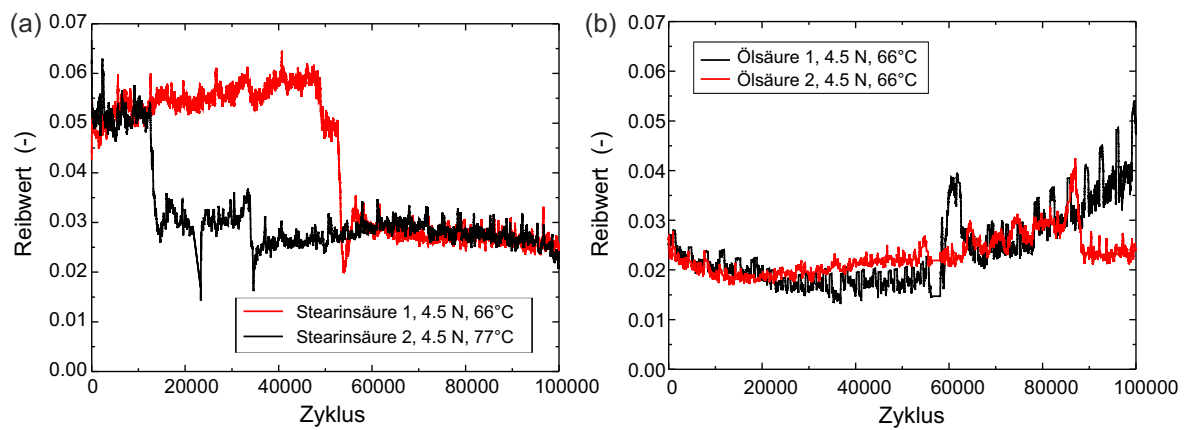 (a)
0.07
0.06
0.05
0.04
0.03
0.02
0.01
0.00
Reibwert (-)
Stearinsäure 1, 4.5 N, 66°C
Stearinsäure 2, 4.5 N, 77°C
0 20000 40000 60000 80000 100000
Zyklus
(b)
0.07
0.06
0.05
0.04
0.03
0.02
0.01
0.00
Reibwert (-)
Ölsäure 1, 4.5 N, 66°C
Ölsäure 2, 4.5 N, 66°C
0 20000 40000 60000 80000 100000
Zyklus